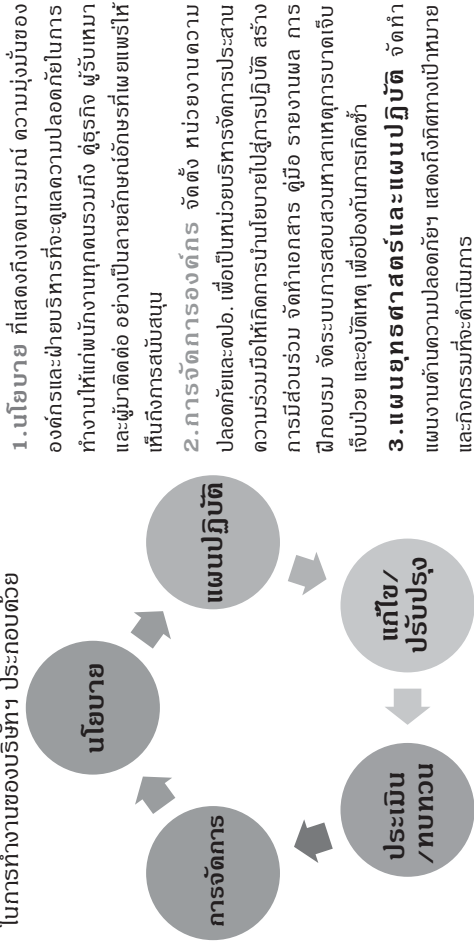 ในการทำงานของบริษัทฯ ประกอบด้วย
นโยบาย
แผนปฏิบัติ
แก้ไข/
ปรับปรุง
ประเมิน
/ทบทวน
การจัดการ
1.นโยบาย ที่แสดงถึงเจตนารมณ์ ความมุ่งมั่นของ
องค์กรและฝ่ายบริหารที่จะดูแลความปลอดภัยในการ
ทำงานให้แก่พนักงานทุกคนรวมถึง คู่ธุรกิจ ผู้รับเหมา
และผู้มาติดต่อ อย่างเป็นลายลักษณ์อักษรที่เผยแพร่ให้
เห็นถึงการสนับสนุน
2.การจัดการองค์กร จัดตั้ง หน่วยงานความ
ปลอดภัยและคปอ. เพื่อเป็นหน่วยบริหารจัดการประสาน
ความร่วมมือให้เกิดการนำนโยบายไปสู่การปฏิบัติ สร้าง
การมีส่วนร่วม จัดทำเอกสาร คู่มือ รายงานผล การ
ฝึกอบรม จัดระบบการสอบสวนหาสาเหตุการบาดเจ็บ
เจ็บป่วย และอุบัติเหตุ เพื่อป้องกันการเกิดซ้ำ
3.แผนยุทธศาสตร์และแผนปฏิบัติ จัดทำ
แผนงานด้านความปลอดภัยฯ แสดงถึงทิศทางเป้าหมาย
และกิจกรรมที่จะดำเนินการ